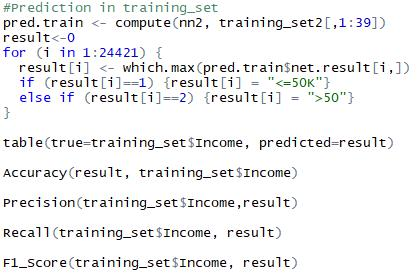 #Prediction in training_set
pred.train <- compute(nn2, training_set2[,1:39])
result<-0
for (i in 1:24421) {
  result[i] <- which.max(pred.train$net.result[i,])
  if (result[i]==1) {result[i] = "<=50K"}
  else if (result[i]==2) {result[i] = ">50"}
}
table(true=training_set$Income, predicted=result)
Accuracy(result, training_set$Income)
Precision(training_set$Income,result)
Recall(training_set$Income, result)
F1_Score(training_set$Income, result)